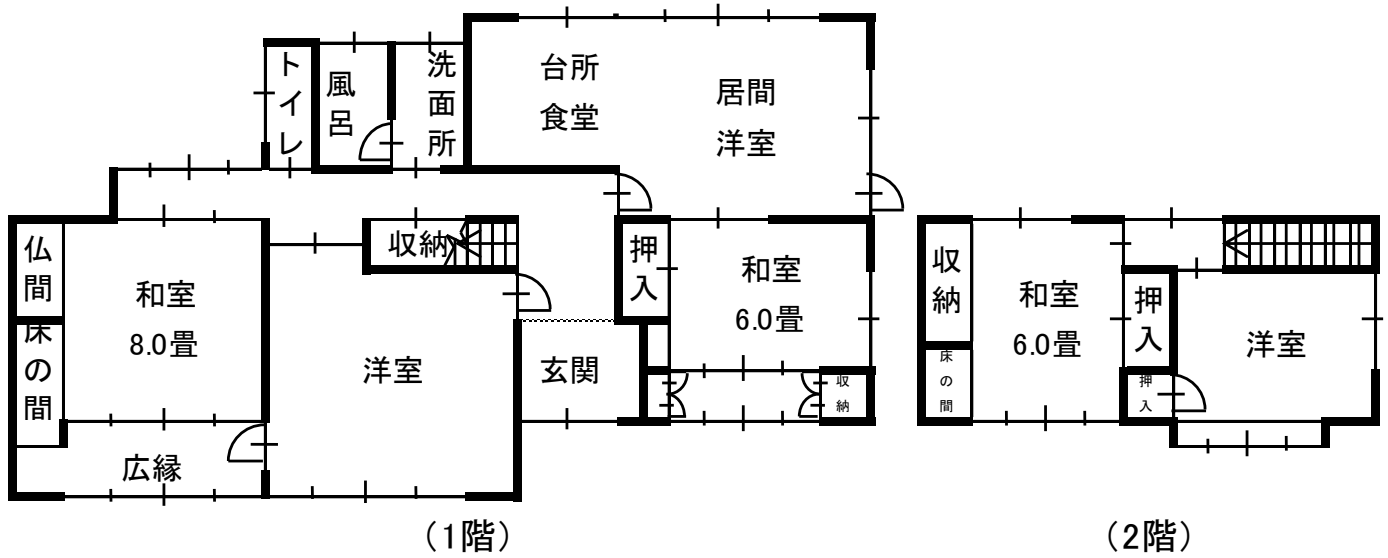 トイレ
風呂
洗面所
台所
食堂
居間
洋室
仏間
床の間
和室
8.0畳
広縁
収納
洋室
玄関
押入
和室
6.0畳
収納
(1階)
収納
床の間
和室
6.0畳
押入
押入
洋室
(2階)